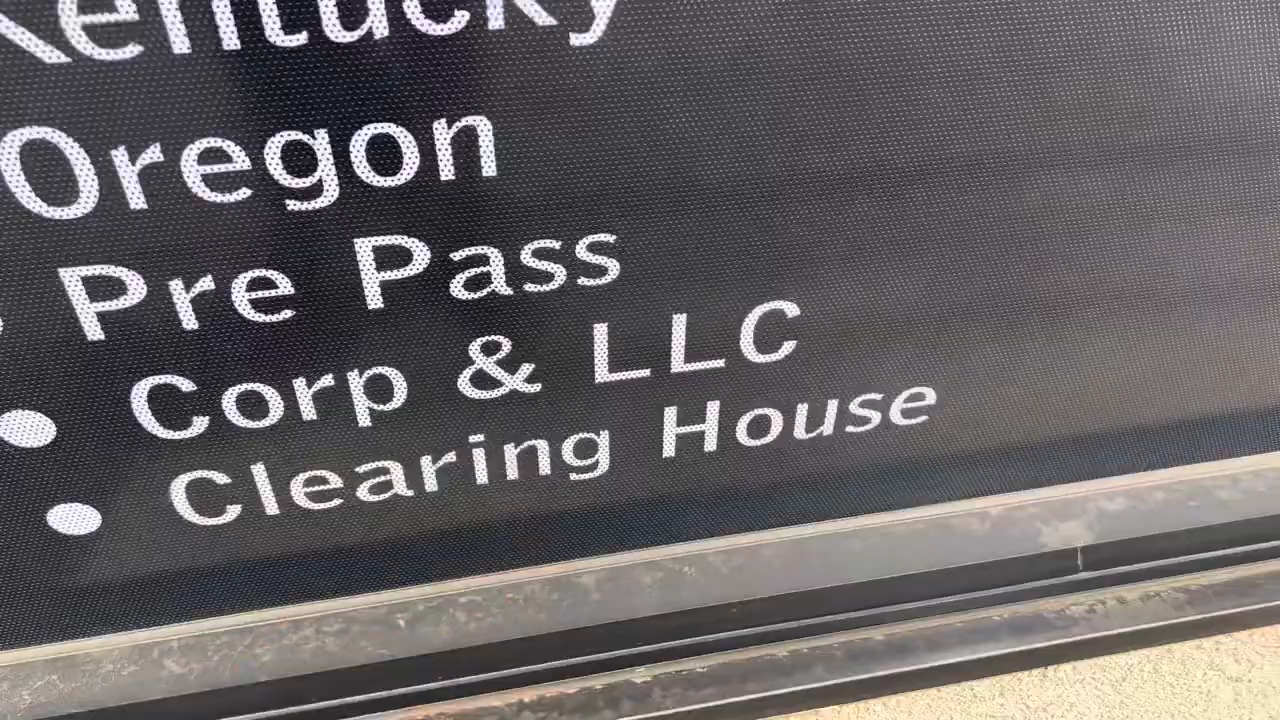 Kentucky
Oregon
Pre Pass
• Corp & LLC
• Clearing House